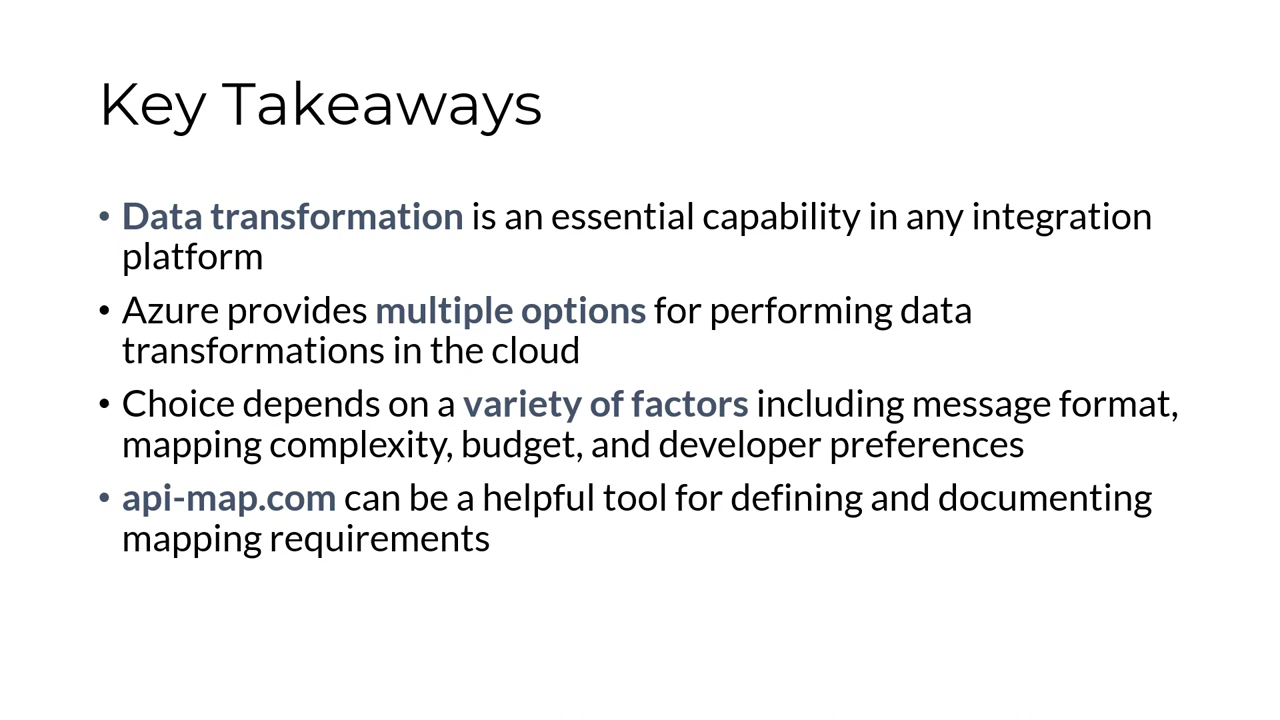 Key Takeaways
• Data transformation is an essential capability in any integration
platform
• Azure provides multiple options for performing data
transformations in the cloud
• Choice depends on a variety of factors including message format,
mapping complexity, budget, and developer preferences
• api-map.com can be a helpful tool for defining and documenting
mapping requirements